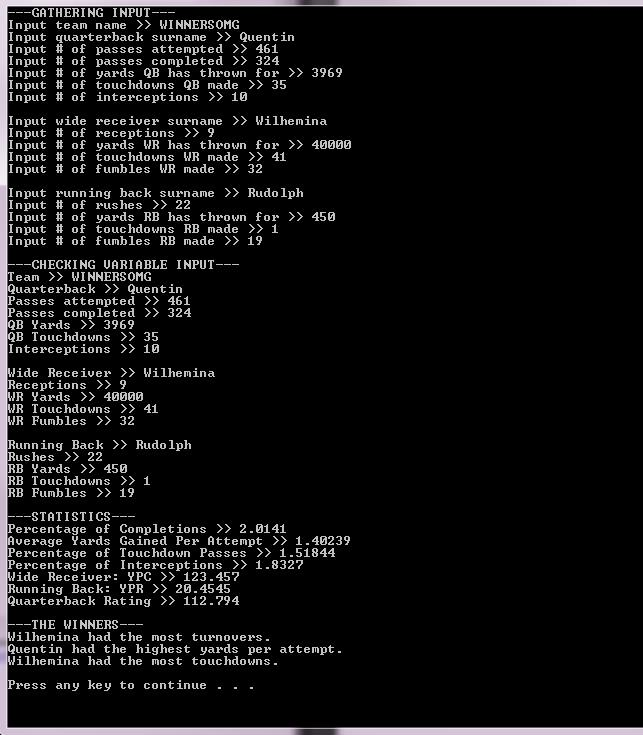 ---GATHERING INPUT---
Input team name >> WINNERSOMG
Input quarterback surname >> Quentin
Input # of passes attempted >> 461
Input # of passes completed >> 324
Input # of yards QB has thrown for >> 3969
Input # of touchdowns QB made >> 35
Input # of interceptions >> 10
Input wide receiver surname >> Wilhemina
Input # of receptions >> 9
Input # of yards WR has thrown for >> 40000
Input # of touchdowns WR made >> 41
Input # of fumbles WR made >> 32
Input running back surname >> Rudolph
Input # of rushes >> 22
Input # of yards RB has thrown for >> 450
Input # of touchdowns RB made >> 1
Input # of fumbles RB made >> 19
---CHECKING VARIABLE INPUT---
Team >> WINNERSOMG
Quarterback >> Quentin
Passes attempted >> 461
Passes completed >> 324
QB Yards >> 3969
QB Touchdowns >> 35
Interceptions >> 10
Wide Receiver >> Wilhemina
Receptions >> 9
WR Yards >> 40000
WR Touchdowns >> 41
WR Fumbles >> 32
Running Back >> Rudolph
Rushes >> 22
RB Yards >> 450
RB Touchdowns >> 1
RB Fumbles >> 19
---STATISTICS---
Percentage of Completions >> 2.0141
Average Yards Gained Per Attempt >> 1.40239
Percentage of Touchdown Passes >> 1.51844
Percentage of Interceptions >> 1.8327
Wide Receiver: YPC >> 123.457
Running Back: YPR >> 20.4545
Quarterback Rating >> 112.794
---THE WINNERS---
Wilhemina had the most turnovers.
Quentin had the highest yards per attempt.
Wilhemina had the most touchdowns.
Press any key to continue . . .